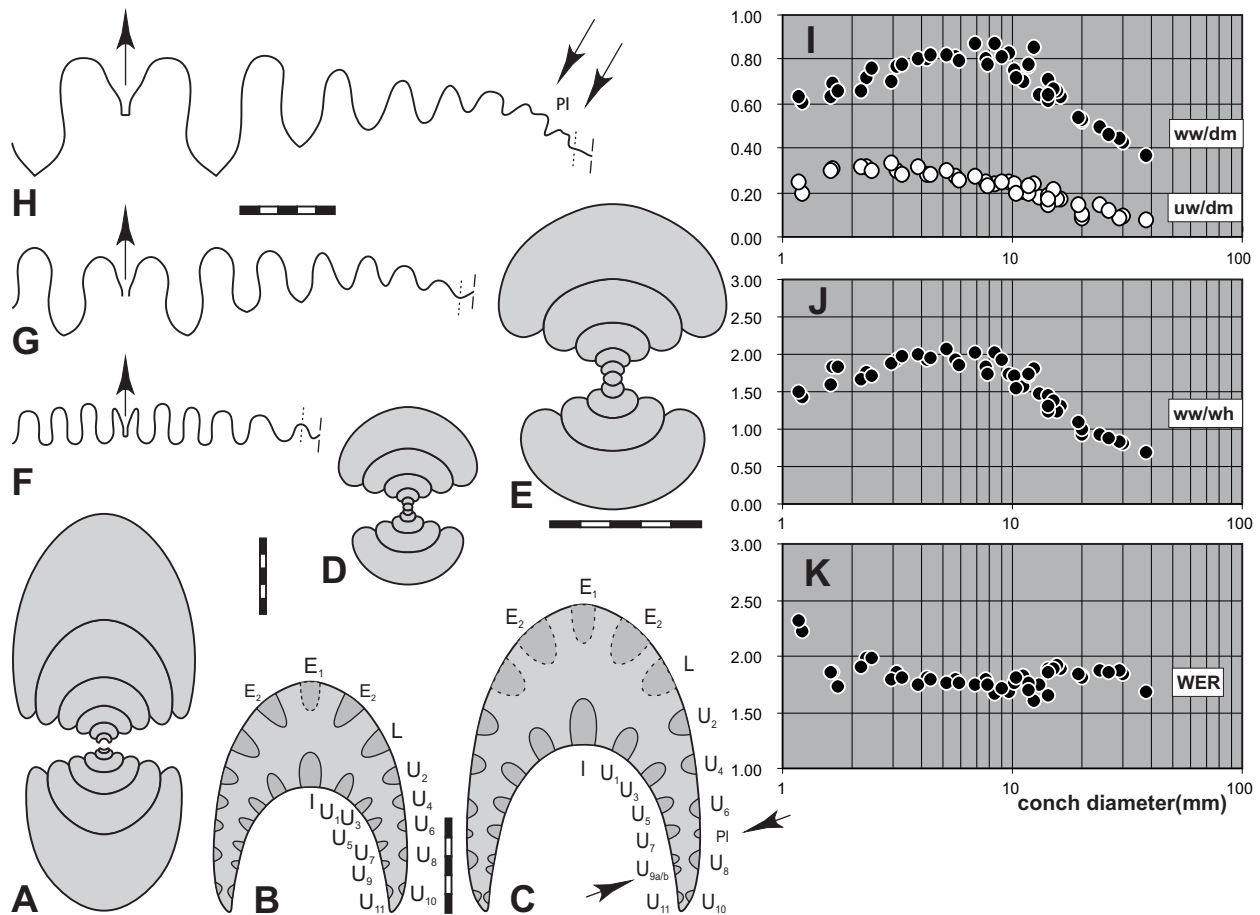 H
Pl
G
F
E
D
A
B
E₁
E₂
E₂
L
U₂
U₄
U₆
U₈
U₁₀
I
U₁
U₃
U₅
U₇
U₉
U₁₁
C
E₁
E₂
E₂
L
U₂
U₄
U₆
Pl
U₈
U₁₀
I
U₁
U₃
U₅
U₇
U₉ₐ/b
U₁₁
I
1.00
0.80
0.60
0.40
0.20
0.00
ww/dm
uw/dm
1 10 100
J
3.00
2.50
2.00
1.50
1.00
0.50
0.00
ww/wh
1 10 100
K
3.00
2.50
2.00
1.50
1.00
WER
1 10 100
conch diameter(mm)